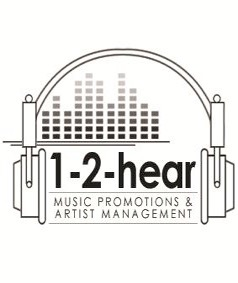 1-2-hear
MUSIC PROMOTIONS &
ARTIST MANAGEMENT